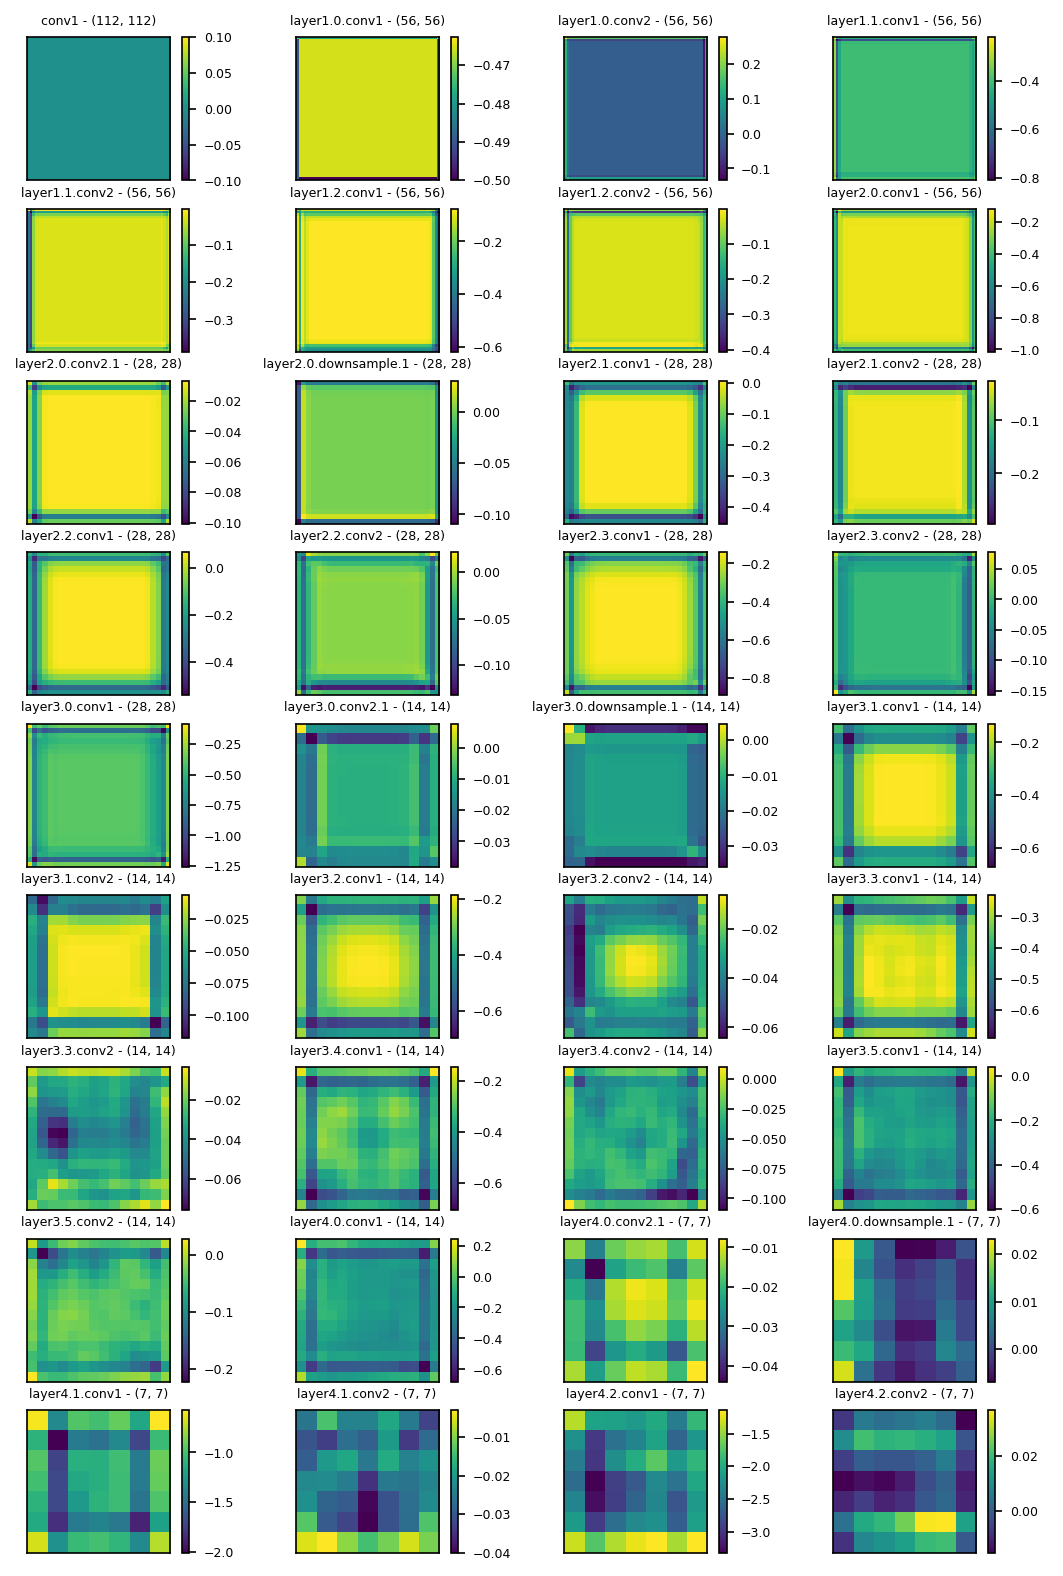 conv1 - (112, 112) layer1.0.conv1 - (56, 56) layer1.0.conv2 - (56, 56) layer1.1.conv1 - (56, 56)
0.10 0.05 0.00 −0.05 −0.10
−0.47 −0.48 −0.49 −0.50
0.2 0.1 0.0 −0.1
−0.4 −0.6 −0.8
layer1.1.conv2 - (56, 56) layer1.2.conv1 - (56, 56) layer1.2.conv2 - (56, 56) layer2.0.conv1 - (56, 56)
−0.1 −0.2 −0.3
−0.2 −0.4 −0.6
−0.1 −0.2 −0.3 −0.4
−0.2 −0.4 −0.6 −0.8 −1.0
layer2.0.conv2.1 - (28, 28) layer2.0.downsample.1 - (28, 28) layer2.1.conv1 - (28, 28) layer2.1.conv2 - (28, 28)
−0.02 −0.04 −0.06 −0.08 −0.10
0.00 −0.05 −0.10
0.0 −0.1 −0.2 −0.3 −0.4
−0.1 −0.2
layer2.2.conv1 - (28, 28) layer2.2.conv2 - (28, 28) layer2.3.conv1 - (28, 28) layer2.3.conv2 - (28, 28)
0.0 −0.2 −0.4
0.00 −0.05 −0.10
−0.2 −0.4 −0.6 −0.8
0.05 0.00 −0.05 −0.10 −0.15
layer3.0.conv1 - (28, 28) layer3.0.conv2.1 - (14, 14) layer3.0.downsample.1 - (14, 14) layer3.1.conv1 - (14, 14)
−0.25 −0.50 −0.75 −1.00 −1.25
0.00 −0.01 −0.02 −0.03
0.00 −0.01 −0.02 −0.03
−0.2 −0.4 −0.6
layer3.1.conv2 - (14, 14) layer3.2.conv1 - (14, 14) layer3.2.conv2 - (14, 14) layer3.3.conv1 - (14, 14)
−0.025 −0.050 −0.075 −0.100
−0.2 −0.4 −0.6
−0.02 −0.04 −0.06
−0.3 −0.4 −0.5 −0.6
layer3.3.conv2 - (14, 14) layer3.4.conv1 - (14, 14) layer3.4.conv2 - (14, 14) layer3.5.conv1 - (14, 14)
−0.02 −0.04 −0.06
−0.2 −0.4 −0.6
0.000 −0.025 −0.050 −0.075 −0.100
0.0 −0.2 −0.4 −0.6
layer3.5.conv2 - (14, 14) layer4.0.conv1 - (14, 14) layer4.0.conv2.1 - (7, 7) layer4.0.downsample.1 - (7, 7)
0.0 −0.1 −0.2
0.2 0.0 −0.2 −0.4 −0.6
−0.01 −0.02 −0.03 −0.04
0.02 0.01 0.00
layer4.1.conv1 - (7, 7) layer4.1.conv2 - (7, 7) layer4.2.conv1 - (7, 7) layer4.2.conv2 - (7, 7)
−1.0 −1.5 −2.0
−0.01 −0.02 −0.03 −0.04
−1.5 −2.0 −2.5 −3.0
0.02 0.00